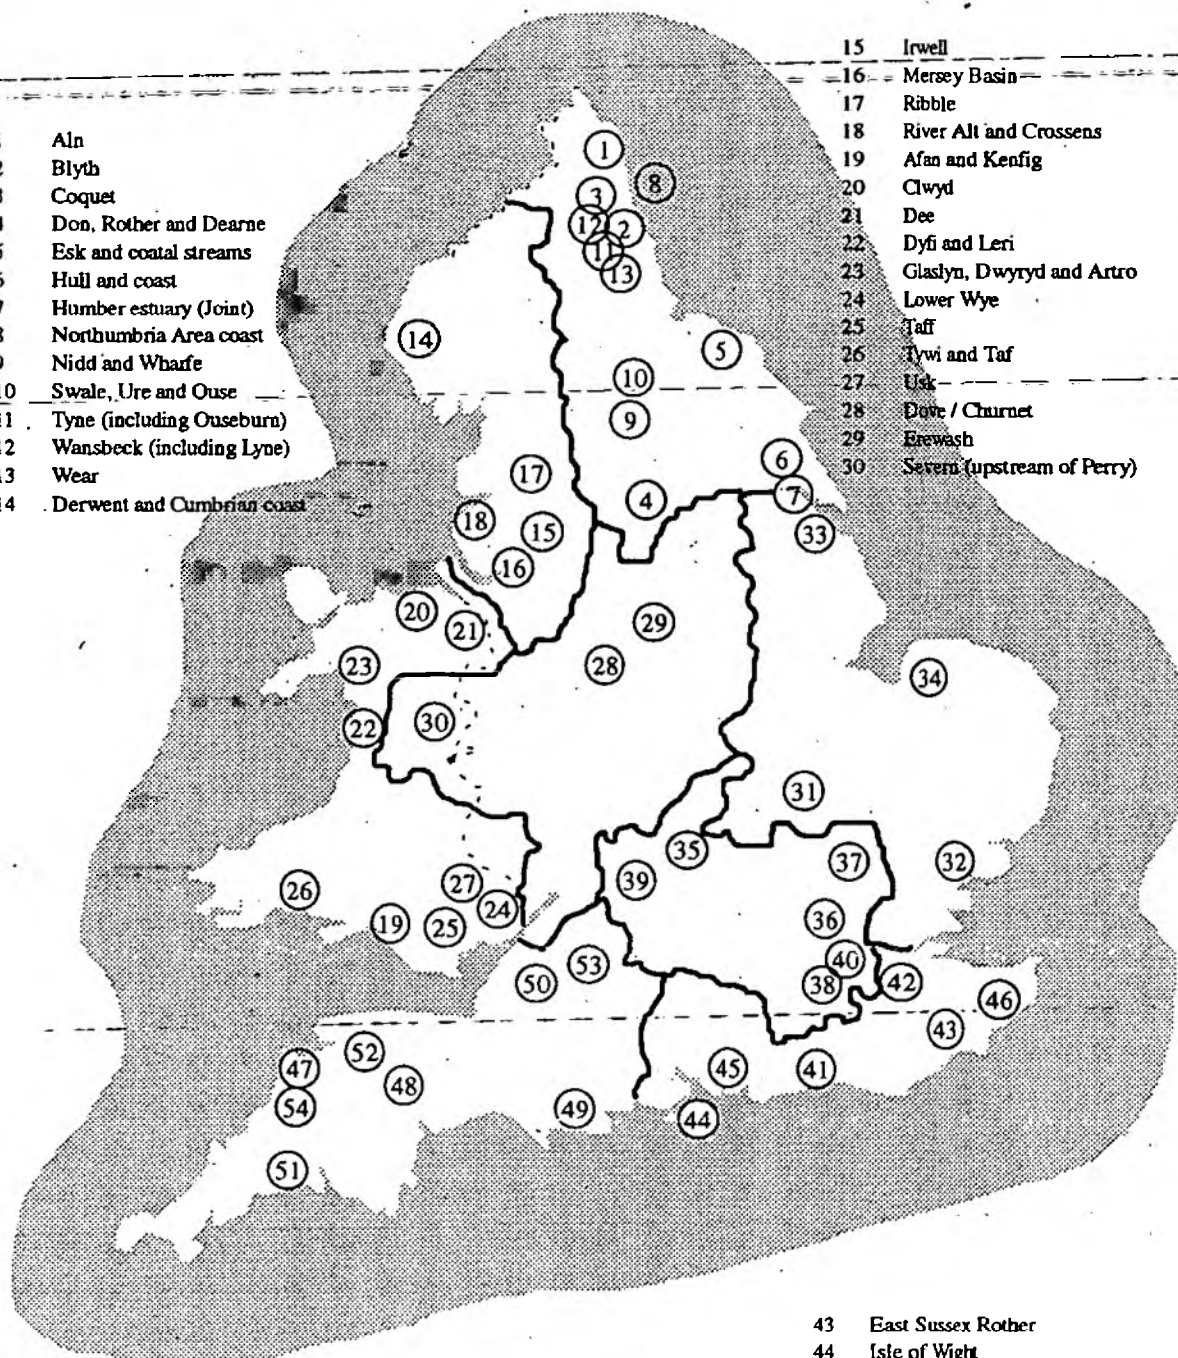 Aln
Blyth
Coquet
Don, Rother and Dearne
Esk and coatal streams
Hull and coast
Humber estuary (Joint)
Northumbria Area coast
Nidd and Wharfe
10 Swale, Ure and Ouse
11 Tyne (including Ouseburn)
12 Wansbeck (including Lyne)
13 Wear
14 Derwent and Cumbrian coast
15 Irwell
16 Mersey Basin
17 Ribble
18 River Alt and Crossens
19 Afan and Kenfig
20 Clwyd
21 Dee
22 Dyfi and Leri
23 Glaslyn, Dwyryd and Artro
24 Lower Wye
25 Taff
26 Tywi and Taf
27 Usk
28 Dove / Churnet
29 Erewash
30 Severn (upstream of Perry)
1
8
3
12
2
11
13
14
5
10
9
6
17
7
4
18
15
33
16
20
21
29
23
28
34
30
22
31
35
37
32
39
27
26
24
36
19
25
40
53
50
38
42
46
43
52
47
45
41
48
54
49
44
51
43 East Sussex Rother
44 Isle of Wight